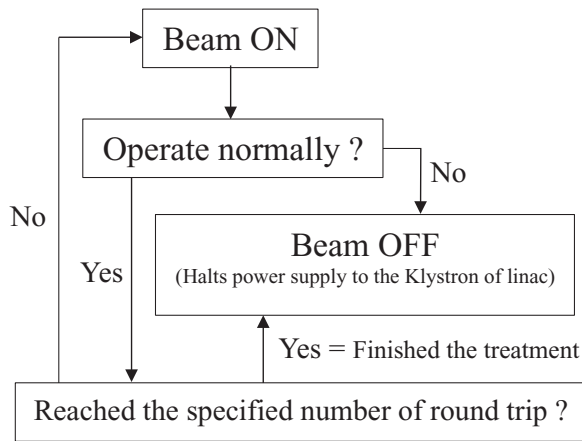 Beam ON
Operate normally ?
No
No
Beam OFF
(Halts power supply to the Klystron of linac)
Yes
Yes = Finished the treatment
Reached the specified number of round trip ?